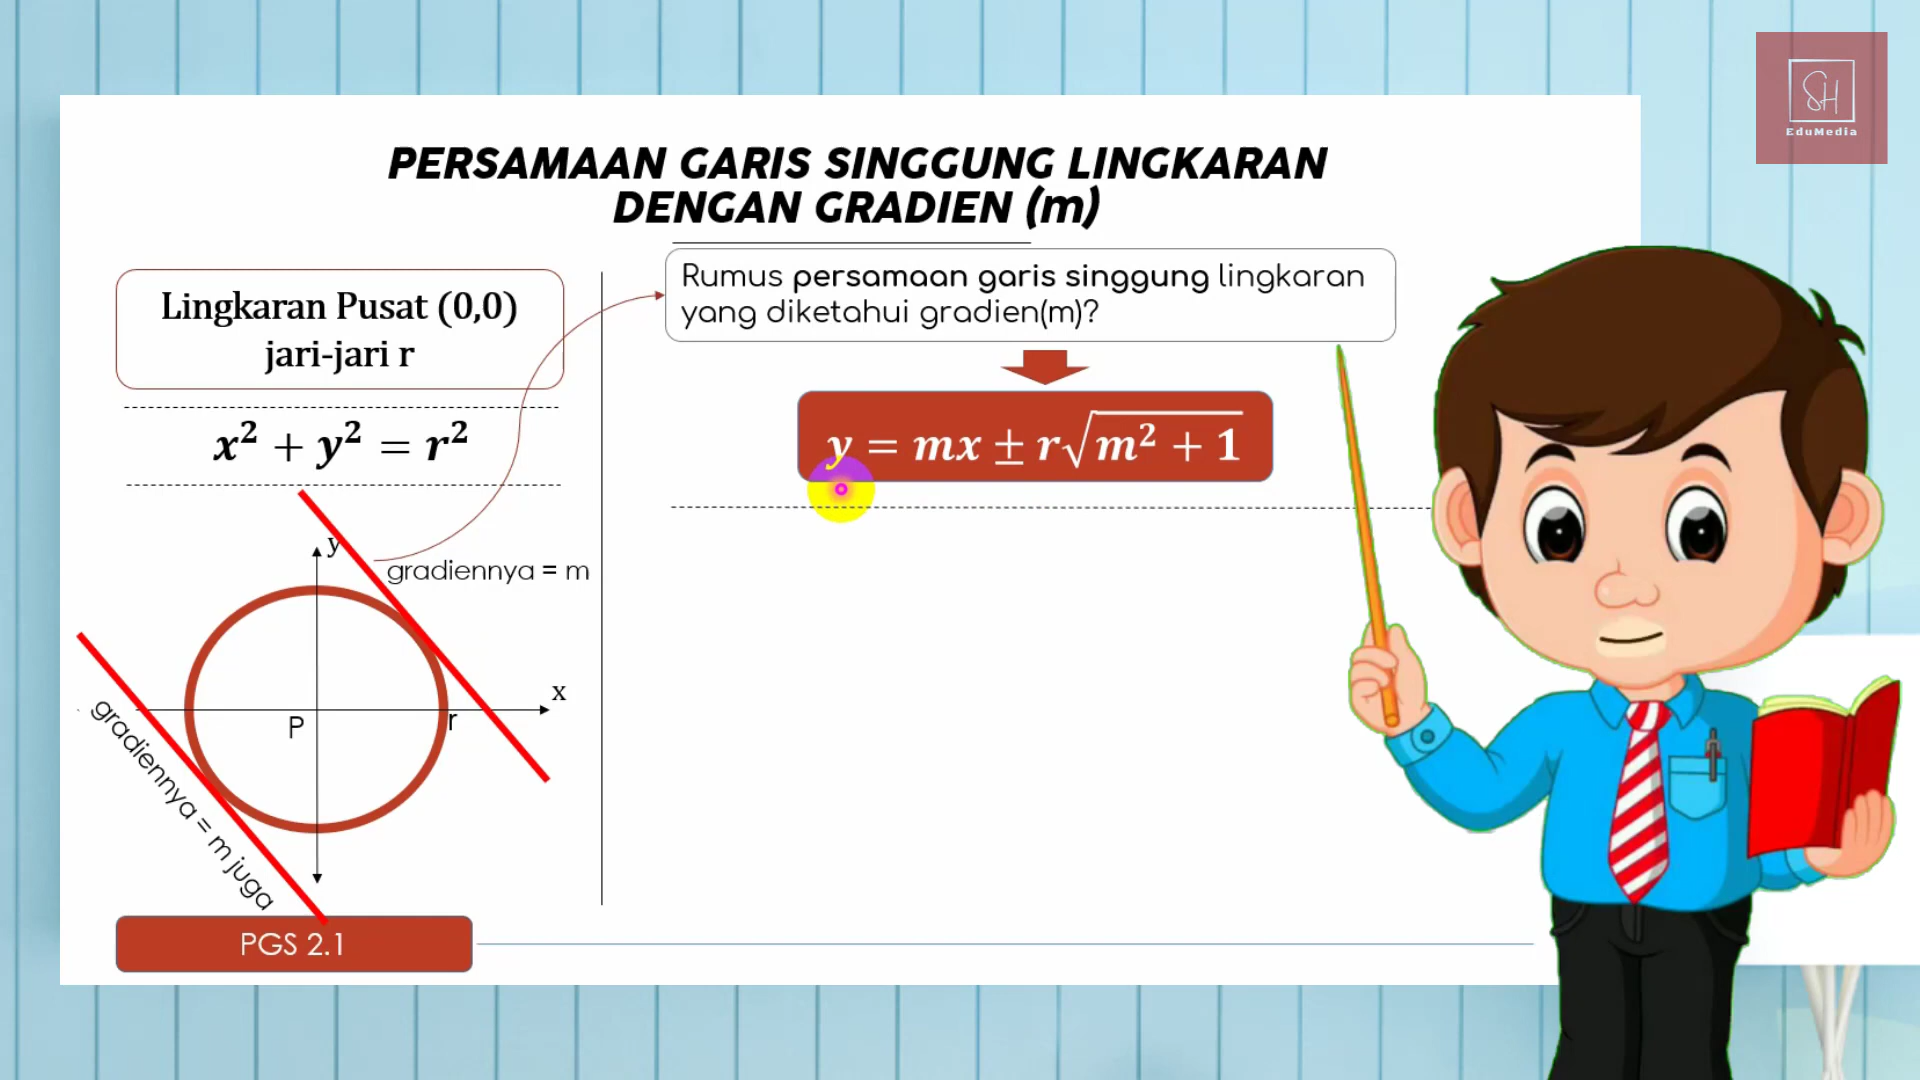 SH
EduMedia
PERSAMAAN GARIS SINGGUNG LINGKARAN
DENGAN GRADIEN (m)
Lingkaran Pusat (0,0)
jari-jari r
x² + y² = r²
y
gradiennya = m
x
P
r
gradiennya = m juga
PGS 2.1
Rumus persamaan garis singgung lingkaran
yang diketahui gradien(m)?
y = mx ± r√(m² + 1)